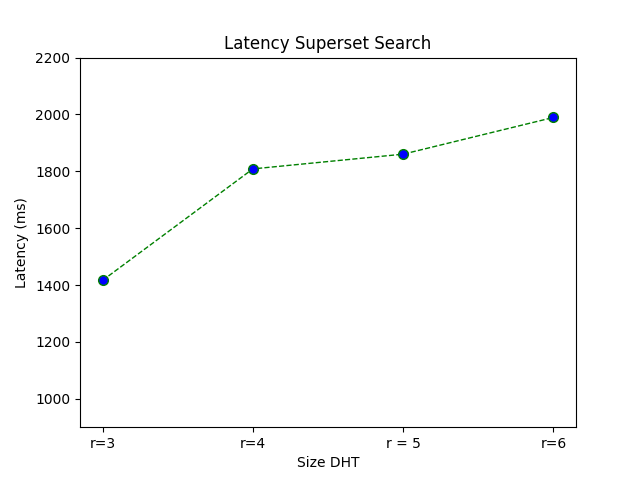 Latency Superset Search
2200
2000
1800
1600
1400
1200
1000
Latency (ms)
r=3 r=4 r = 5 r=6
Size DHT